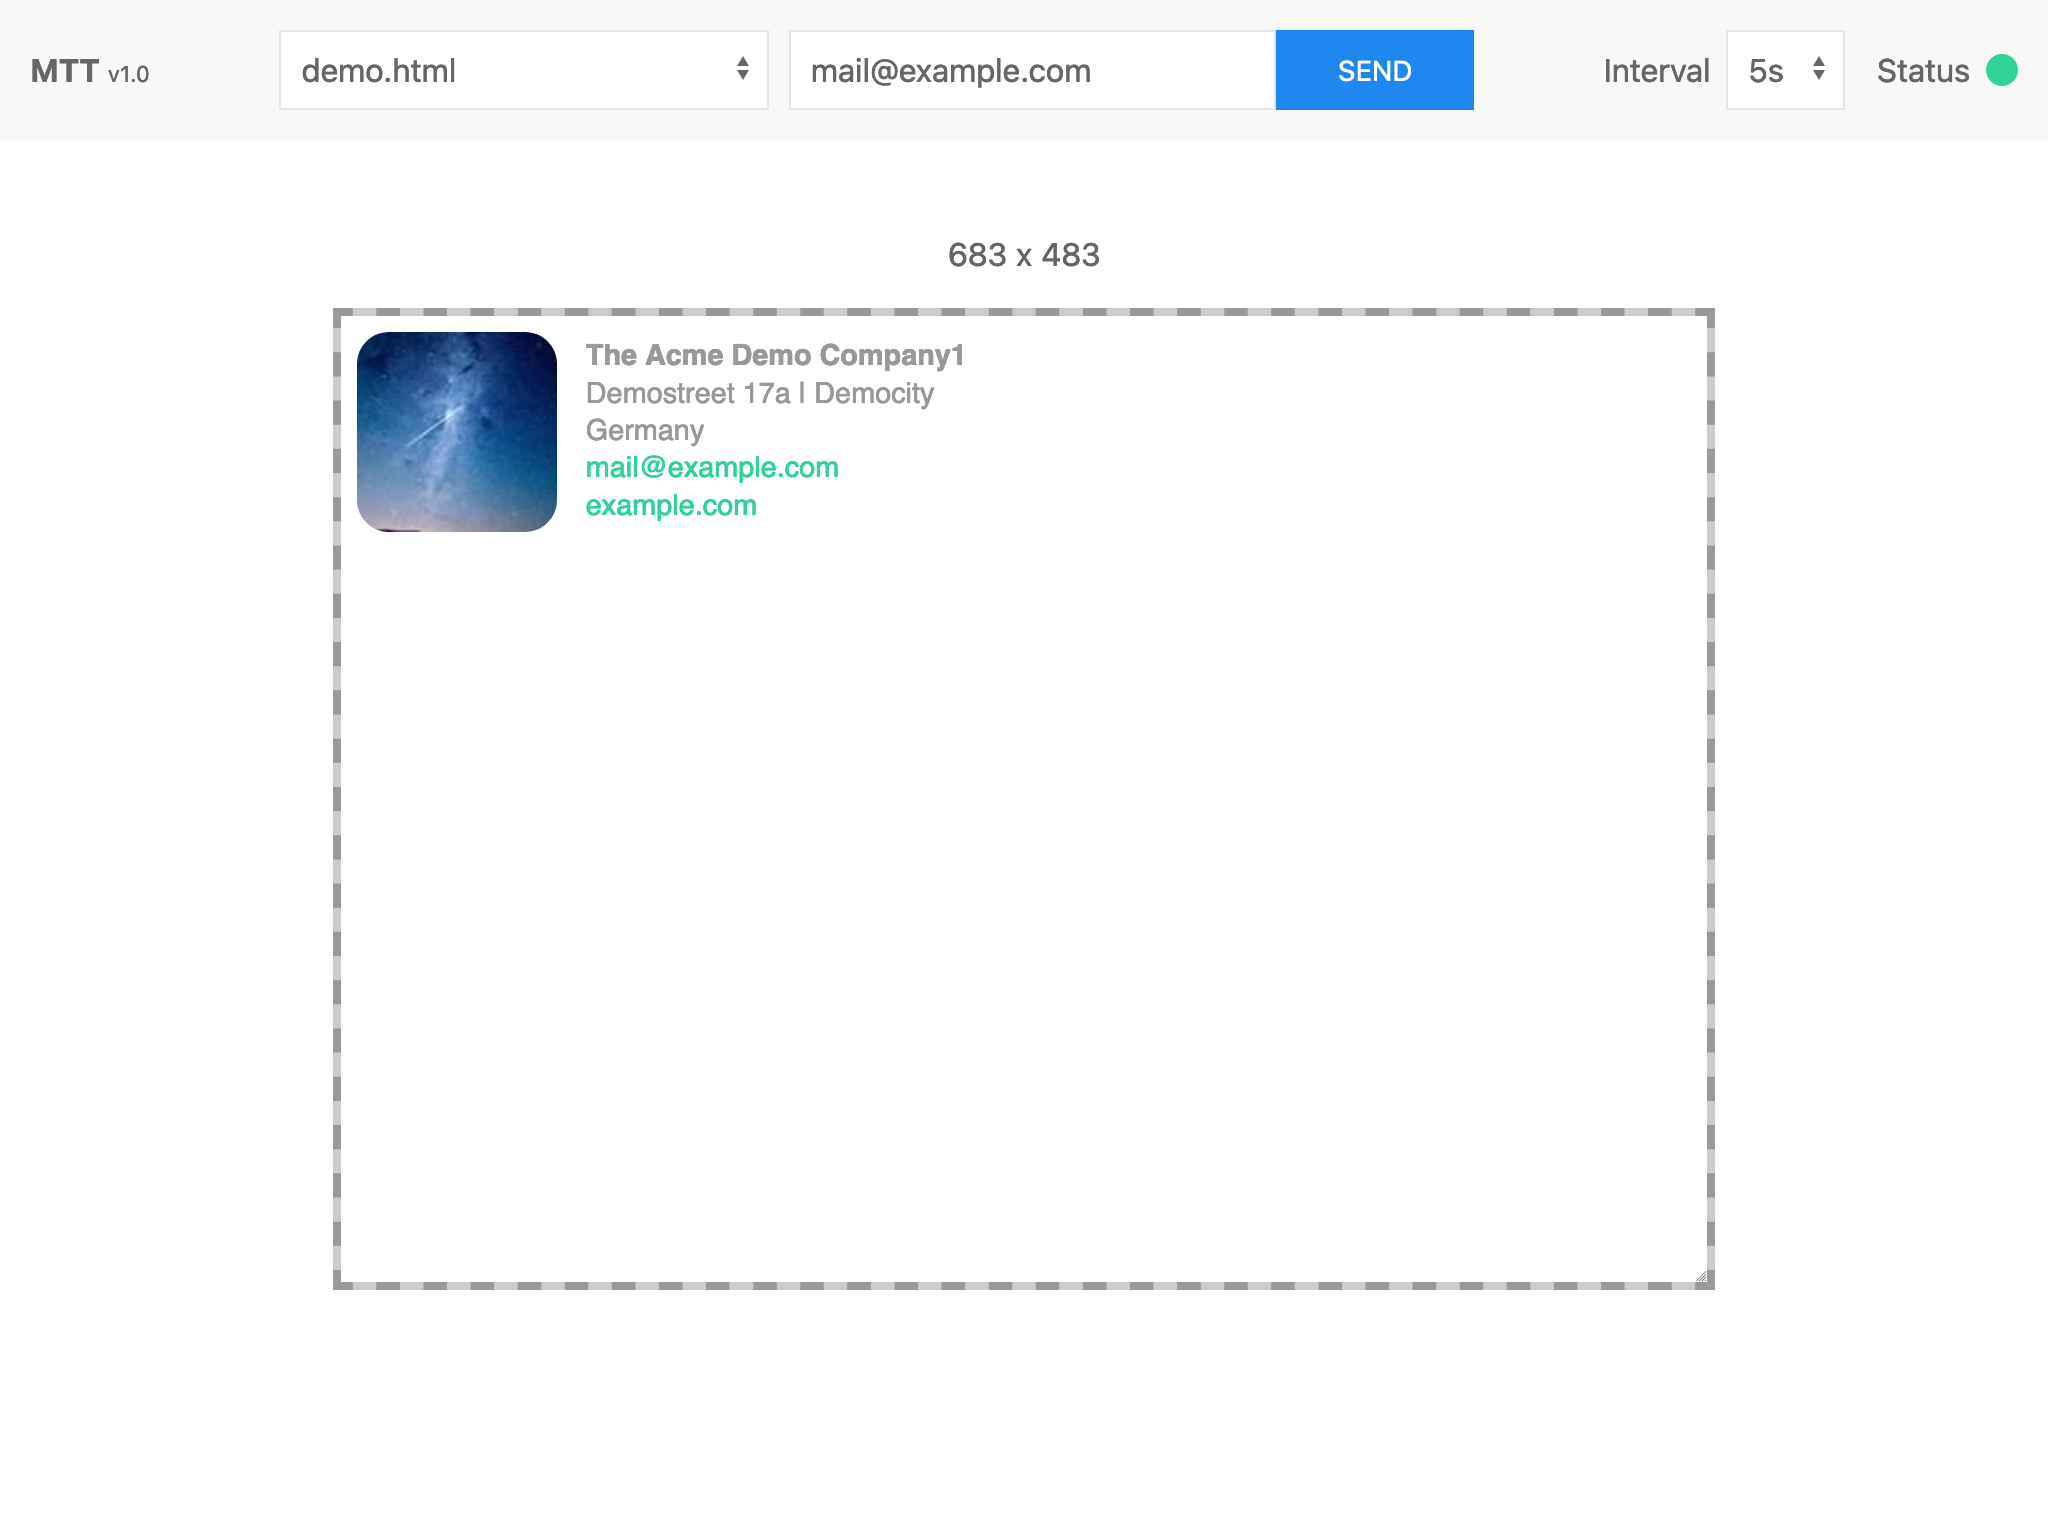 MTT v1.0
demo.html
mail@example.com
SEND
Interval
5s
Status
683 x 483
The Acme Demo Company1
Demostreet 17a | Democity
Germany
mail@example.com
example.com